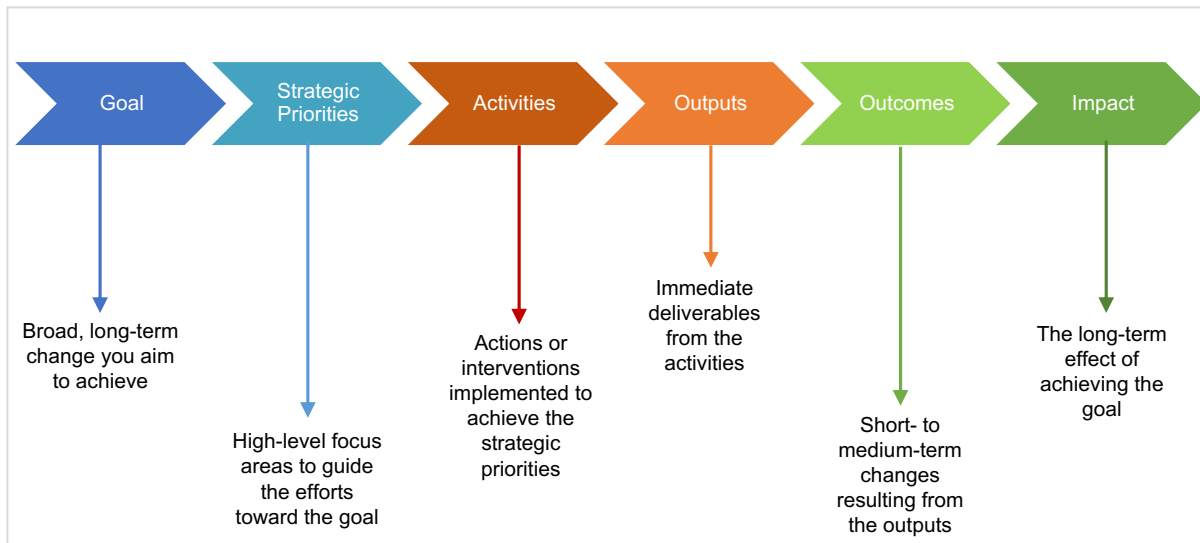 Goal
Strategic
Priorities
Activities
Outputs
Outcomes
Impact
Broad, long-term
change you aim
to achieve
High-level focus
areas to guide
the efforts
toward the goal
Actions or
interventions
implemented to
achieve the
strategic
priorities
Immediate
deliverables
from the
activities
Short- to
medium-term
changes
resulting from
the outputs
The long-term
effect of
achieving the
goal